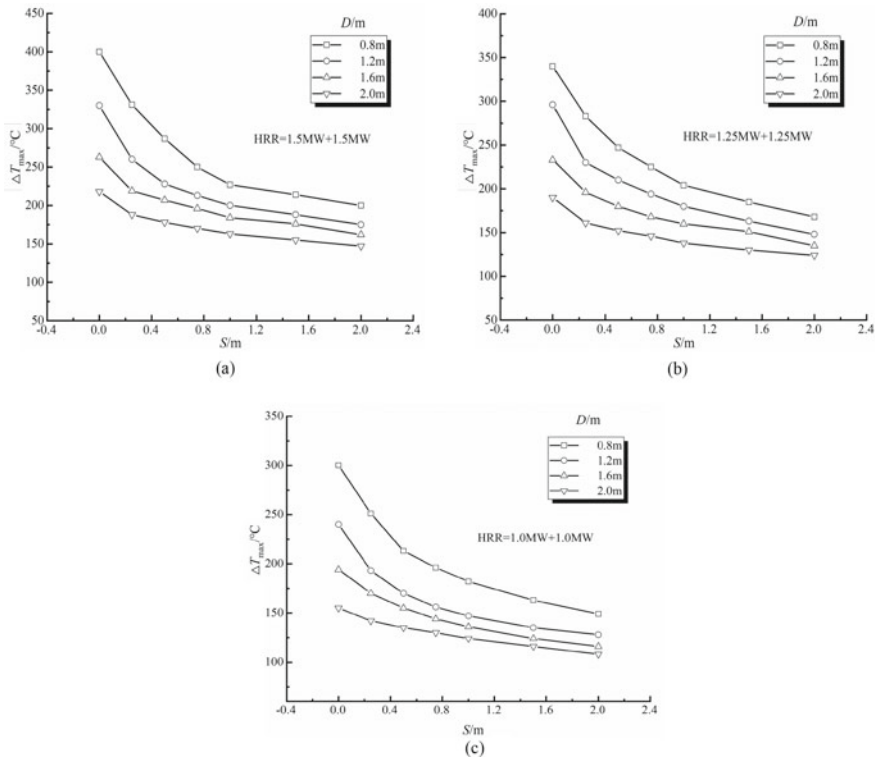 450
400
350
300
250
200
150
100
50
△Tmax/°C
-0.4 0.0 0.4 0.8 1.2 1.6 2.0 2.4
S/m
D/m
0.8m
1.2m
1.6m
2.0m
HRR=1.5MW+1.5MW
(a)
400
350
300
250
200
150
100
50
△Tmax/°C
-0.4 0.0 0.4 0.8 1.2 1.6 2.0 2.4
S/m
D/m
0.8m
1.2m
1.6m
2.0m
HRR=1.25MW+1.25MW
(b)
350
300
250
200
150
100
△Tmax/°C
-0.4 0.0 0.4 0.8 1.2 1.6 2.0 2.4
S/m
D/m
0.8m
1.2m
1.6m
2.0m
HRR=1.0MW+1.0MW
(c)